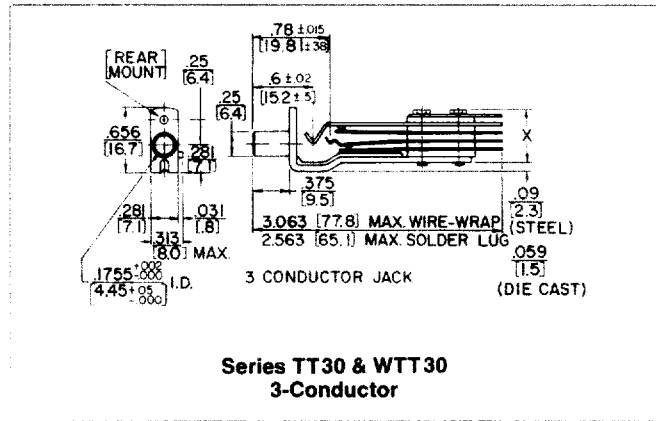 .78 ±.015
[19.81±.38]
[REAR
MOUNT]
.25
[6.4]
.6 ±.02
[15.2±.5]
.25
[6.4]
.656
[16.7]
.281
[7.1]
X
.375
[9.5]
.281
[7.1]
.031
[.8]
.313
[8.0] MAX.
3.063 [77.8] MAX. WIRE-WRAP
2.563 [65.1] MAX. SOLDER LUG
.09
[2.3]
(STEEL)
.059
[1.5]
(DIE CAST)
.1755 +.002 -.000
4.45 +.05 -.000
I.D.
3 CONDUCTOR JACK
Series TT30 & WTT30
3-Conductor